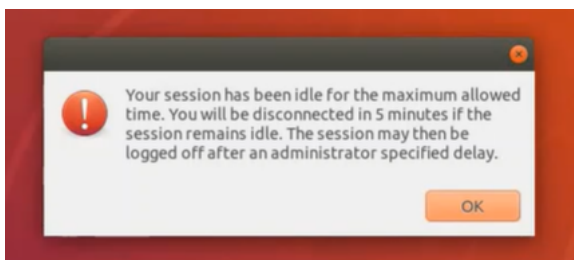 Your session has been idle for the maximum allowed
time. You will be disconnected in 5 minutes if the
session remains idle. The session may then be
logged off after an administrator specified delay.
OK